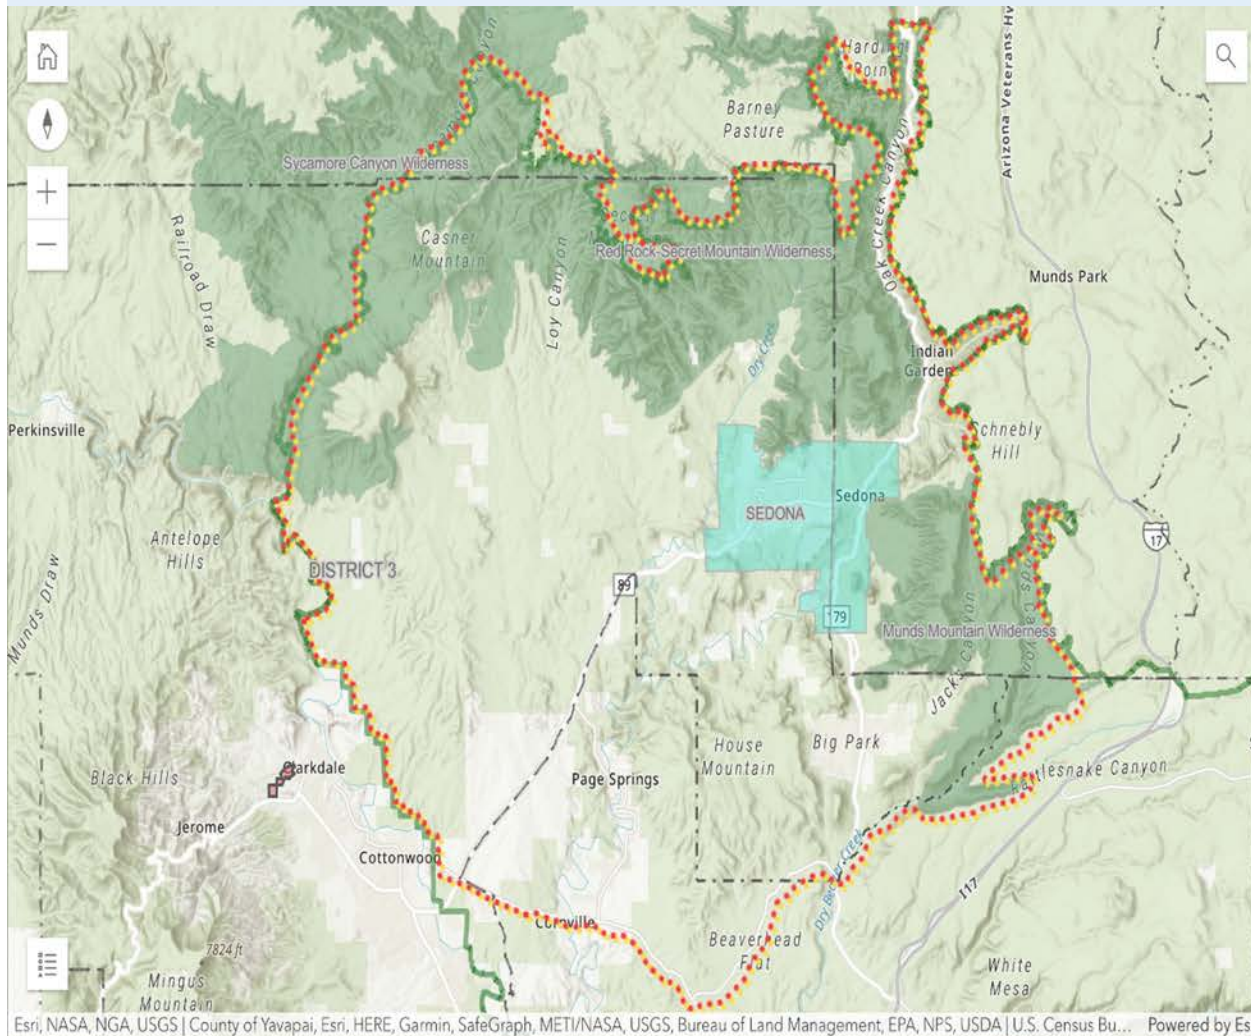 Harding
Point
Barney
Pasture
Arizona Veterans Hw
Oak Creek Canyon
Sycamore Canyon Wilderness
Railroad Draw
Casner
Mountain
Loy Canyon
Red Rock-Secret Mountain Wilderness
Munds Park
Dry Creek
Indian
Garden
Perkinsville
Schnebly
Hill
Sedona
SEDONA
17
Antelope
Hills
DISTRICT 3
89
179
Munds Draw
Munds Mountain Wilderness
Jacks Canyon
Woods Canyon
Big Park
House
Mountain
Rattlesnake Canyon
Black Hills
Clarkdale
Page Springs
Jerome
Cottonwood
Dry Beaver Creek
I17
Cornville
7824 ft
Beaverhead
Flat
White
Mesa
Mingus
Mountain
Esri, NASA, NGA, USGS | County of Yavapai, Esri, HERE, Garmin, SafeGraph, METI/NASA, USGS, Bureau of Land Management, EPA, NPS, USDA | U.S. Census Bu... Powered by Es